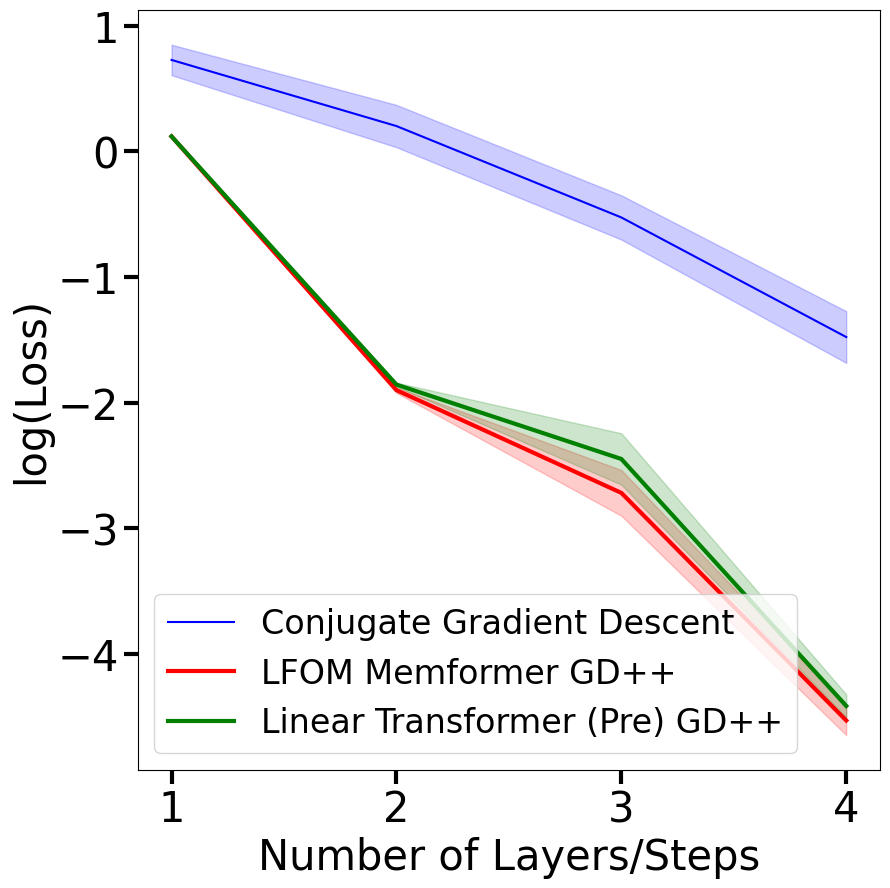 1
0
−1
−2
−3
−4
log(Loss)
Conjugate Gradient Descent
LFOM Memformer GD++
Linear Transformer (Pre) GD++
1 2 3 4
Number of Layers/Steps